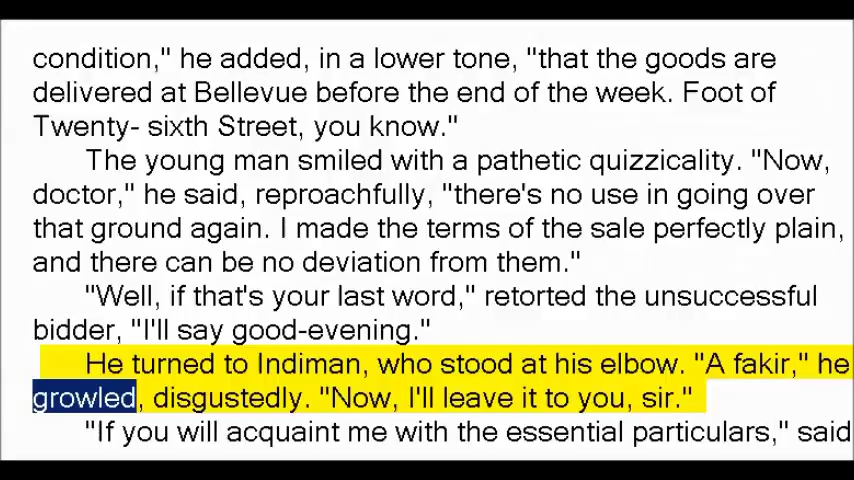 condition," he added, in a lower tone, "that the goods are
delivered at Bellevue before the end of the week. Foot of
Twenty- sixth Street, you know."
The young man smiled with a pathetic quizzicality. "Now,
doctor," he said, reproachfully, "there's no use in going over
that ground again. I made the terms of the sale perfectly plain,
and there can be no deviation from them."
"Well, if that's your last word," retorted the unsuccessful
bidder, "I'll say good-evening."
He turned to Indiman, who stood at his elbow. "A fakir," he
growled, disgustedly. "Now, I'll leave it to you, sir."
"If you will acquaint me with the essential particulars," said